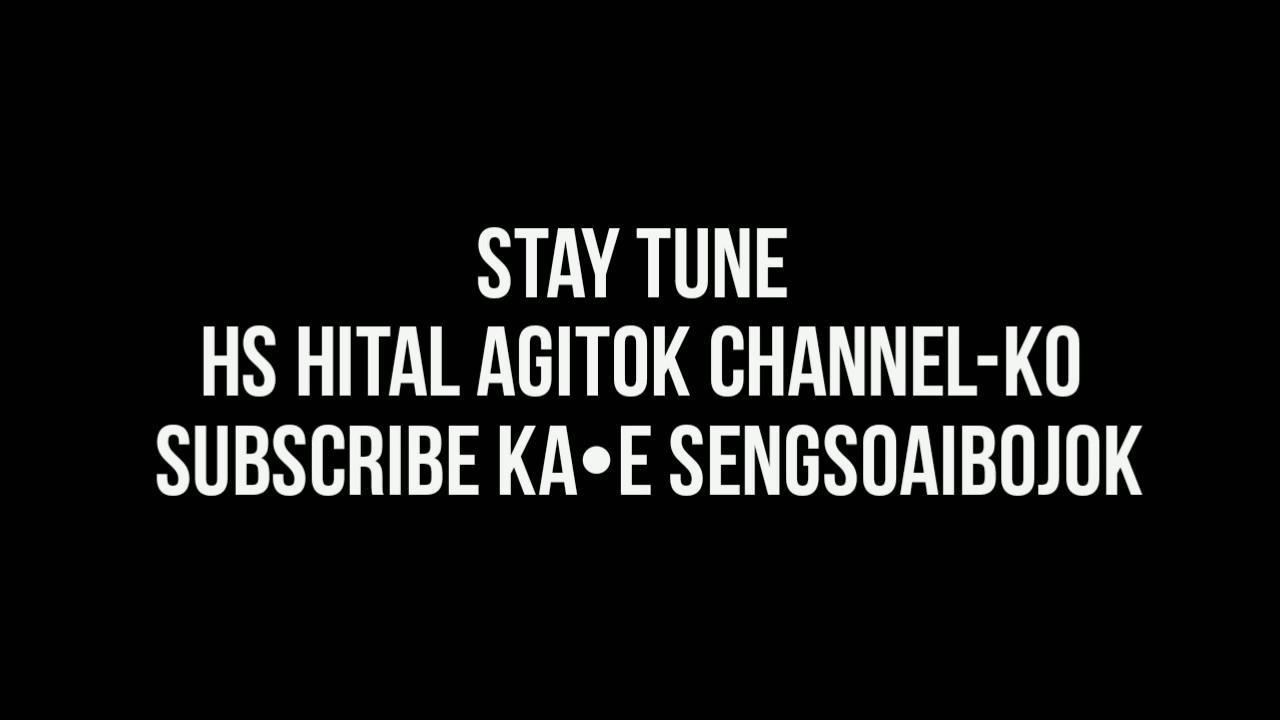 STAY TUNE
HS HITAL AGITOK CHANNEL-KO
SUBSCRIBE KA•E SENGSOAIBOJOK